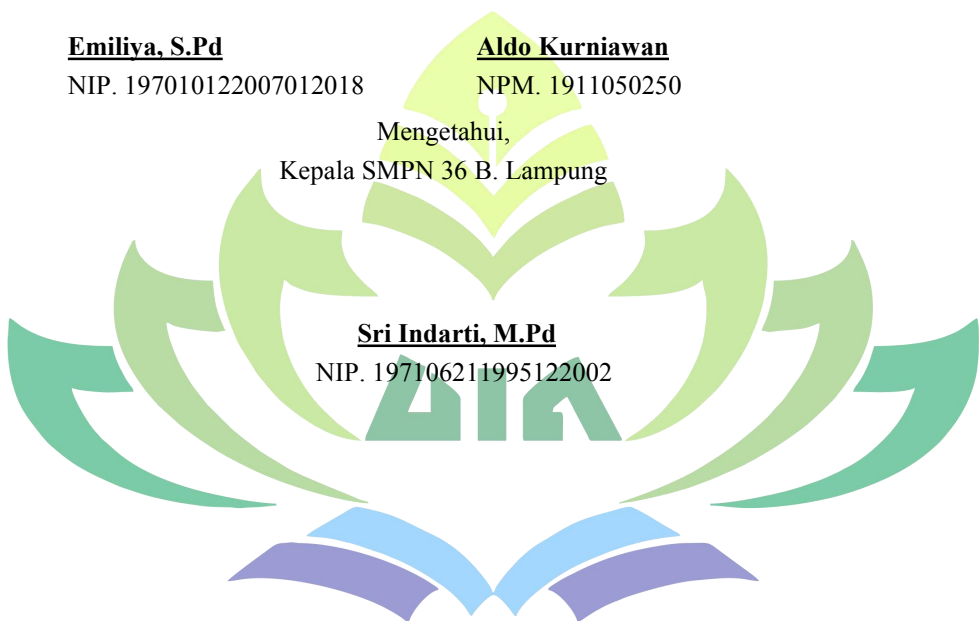 Emiliya, S.Pd Aldo Kurniawan
NIP. 197010122007012018 NPM. 1911050250
Mengetahui,
Kepala SMPN 36 B. Lampung
Sri Indarti, M.Pd
NIP. 197106211995122002